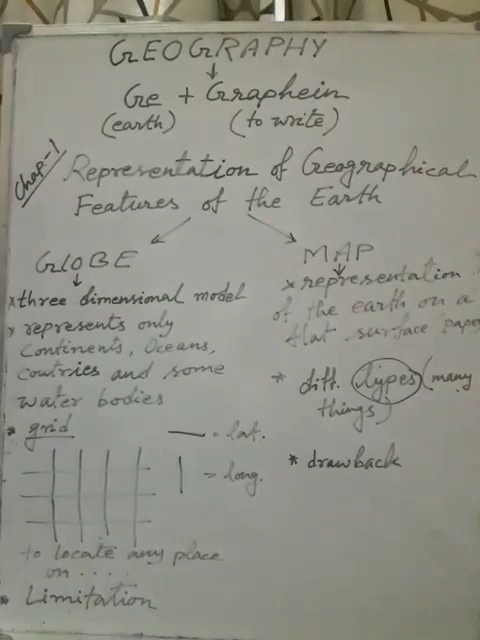 GEOGRAPHY
Ge + Graphein
(earth) (to write)
Chap:-1
Representation of Geographical
Features of the Earth
GLOBE
*three dimensional model
* represents only
Continents, Oceans,
Coutries and some
water bodies
* grid
— = lat.
| = long.
to locate any place
on ....
* Limitation
MAP
* representation
of the earth on a
flat surface paper
* diff. types (many
things)
* drawback